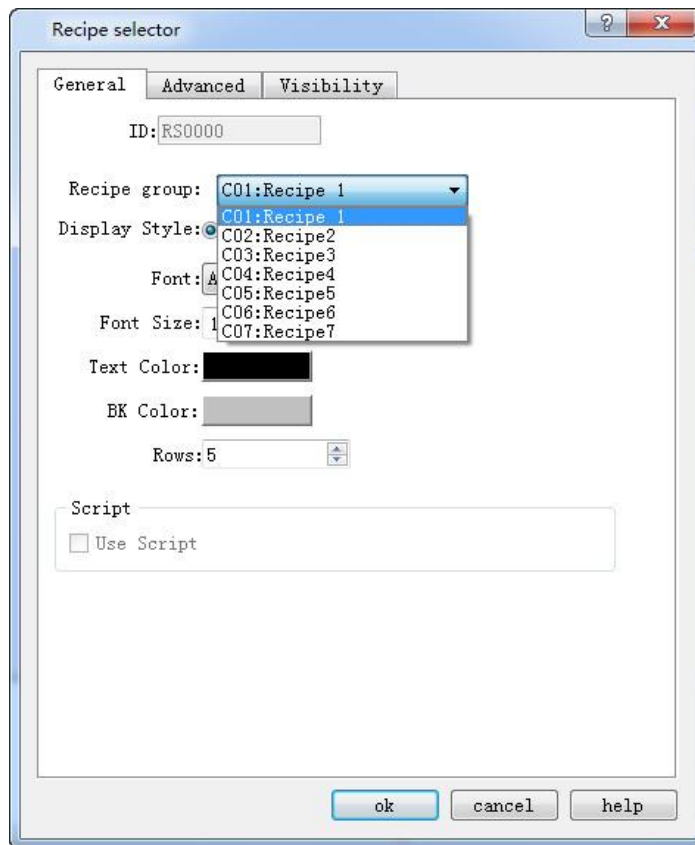 Recipe selector
General Advanced Visibility
ID: RS0000
Recipe group: C01:Recipe 1
C01:Recipe 1
C02:Recipe2
Display Style:
C03:Recipe3
Font: A
C04:Recipe4
C05:Recipe5
C06:Recipe6
Font Size: 1
C07:Recipe7
Text Color:
BK Color:
Rows: 5
Script
Use Script
ok cancel help